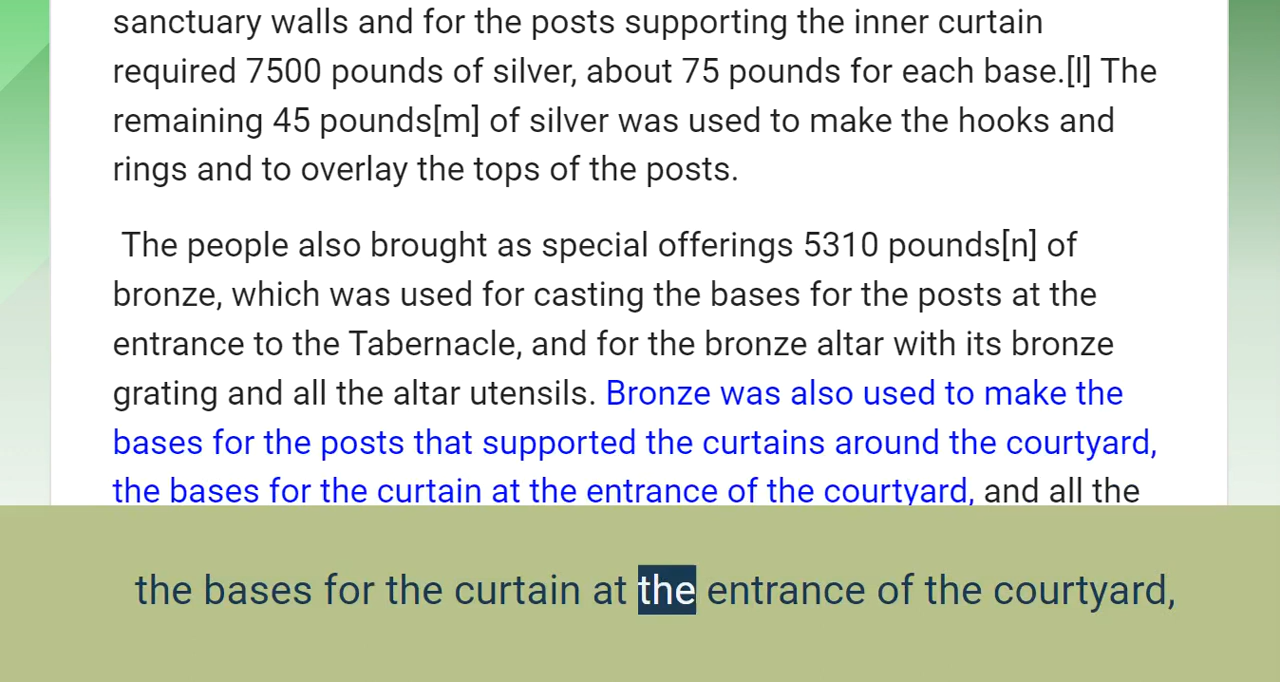 sanctuary walls and for the posts supporting the inner curtain
required 7500 pounds of silver, about 75 pounds for each base.[l] The
remaining 45 pounds[m] of silver was used to make the hooks and
rings and to overlay the tops of the posts.
The people also brought as special offerings 5310 pounds[n] of
bronze, which was used for casting the bases for the posts at the
entrance to the Tabernacle, and for the bronze altar with its bronze
grating and all the altar utensils. Bronze was also used to make the
bases for the posts that supported the curtains around the courtyard,
the bases for the curtain at the entrance of the courtyard, and all the
the bases for the curtain at the entrance of the courtyard,